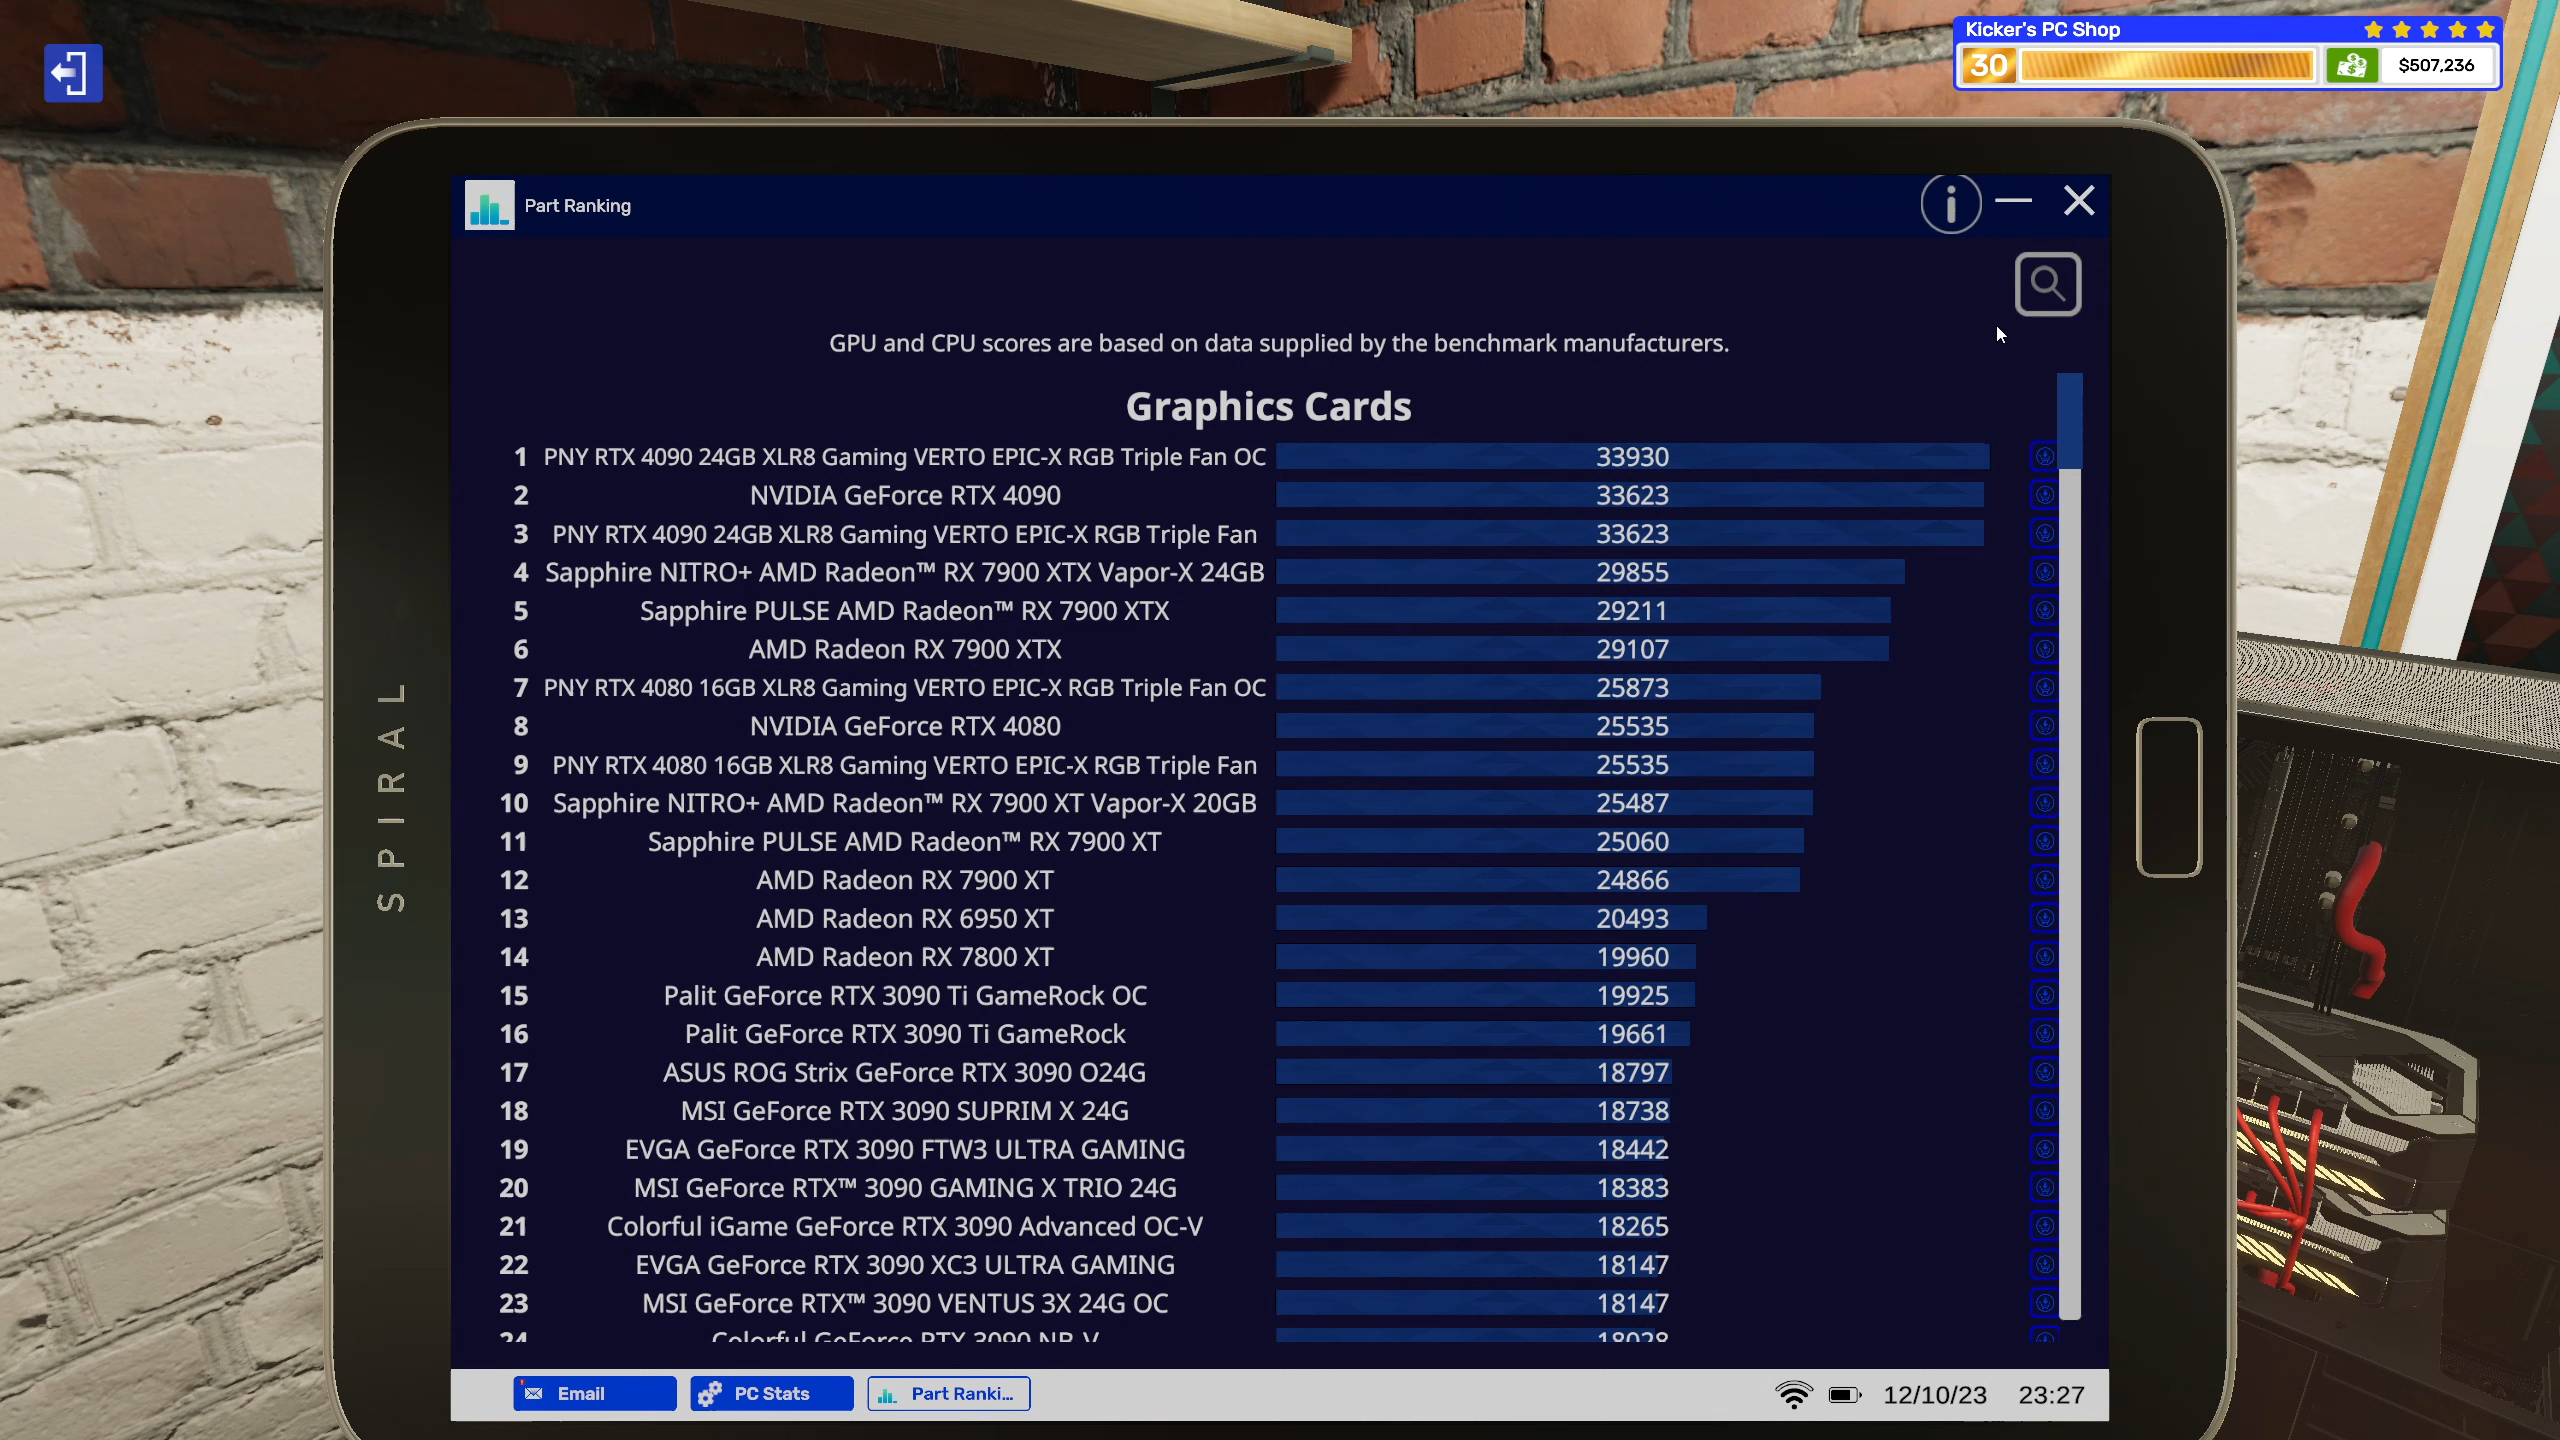 Kicker's PC Shop
30
$507,236
Part Ranking
GPU and CPU scores are based on data supplied by the benchmark manufacturers.
Graphics Cards
1 PNY RTX 4090 24GB XLR8 Gaming VERTO EPIC-X RGB Triple Fan OC 33930
2 NVIDIA GeForce RTX 4090 33623
3 PNY RTX 4090 24GB XLR8 Gaming VERTO EPIC-X RGB Triple Fan 33623
4 Sapphire NITRO+ AMD Radeon™ RX 7900 XTX Vapor-X 24GB 29855
5 Sapphire PULSE AMD Radeon™ RX 7900 XTX 29211
6 AMD Radeon RX 7900 XTX 29107
7 PNY RTX 4080 16GB XLR8 Gaming VERTO EPIC-X RGB Triple Fan OC 25873
8 NVIDIA GeForce RTX 4080 25535
9 PNY RTX 4080 16GB XLR8 Gaming VERTO EPIC-X RGB Triple Fan 25535
10 Sapphire NITRO+ AMD Radeon™ RX 7900 XT Vapor-X 20GB 25487
11 Sapphire PULSE AMD Radeon™ RX 7900 XT 25060
12 AMD Radeon RX 7900 XT 24866
13 AMD Radeon RX 6950 XT 20493
14 AMD Radeon RX 7800 XT 19960
15 Palit GeForce RTX 3090 Ti GameRock OC 19925
16 Palit GeForce RTX 3090 Ti GameRock 19661
17 ASUS ROG Strix GeForce RTX 3090 O24G 18797
18 MSI GeForce RTX 3090 SUPRIM X 24G 18738
19 EVGA GeForce RTX 3090 FTW3 ULTRA GAMING 18442
20 MSI GeForce RTX™ 3090 GAMING X TRIO 24G 18383
21 Colorful iGame GeForce RTX 3090 Advanced OC-V 18265
22 EVGA GeForce RTX 3090 XC3 ULTRA GAMING 18147
23 MSI GeForce RTX™ 3090 VENTUS 3X 24G OC 18147
24 Colorful GeForce RTX 3090 NB-V 18028
SPIRAL
Email
PC Stats
Part Ranki...
12/10/23 23:27